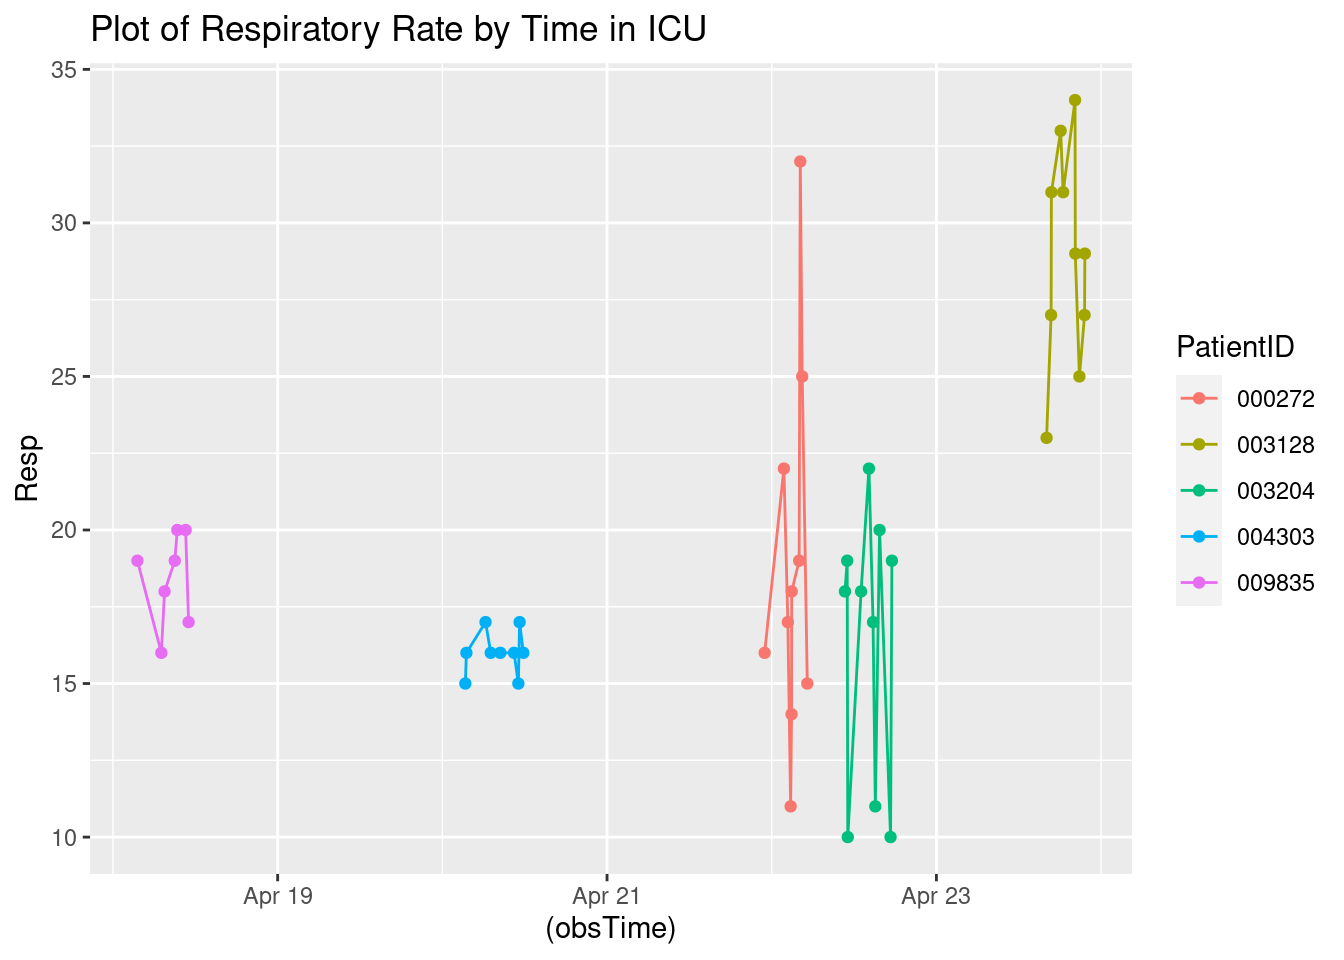 Plot of Respiratory Rate by Time in ICU
35
30
25
20
15
10
Resp
Apr 19
Apr 21
Apr 23
(obsTime)
PatientID
000272
003128
003204
004303
009835